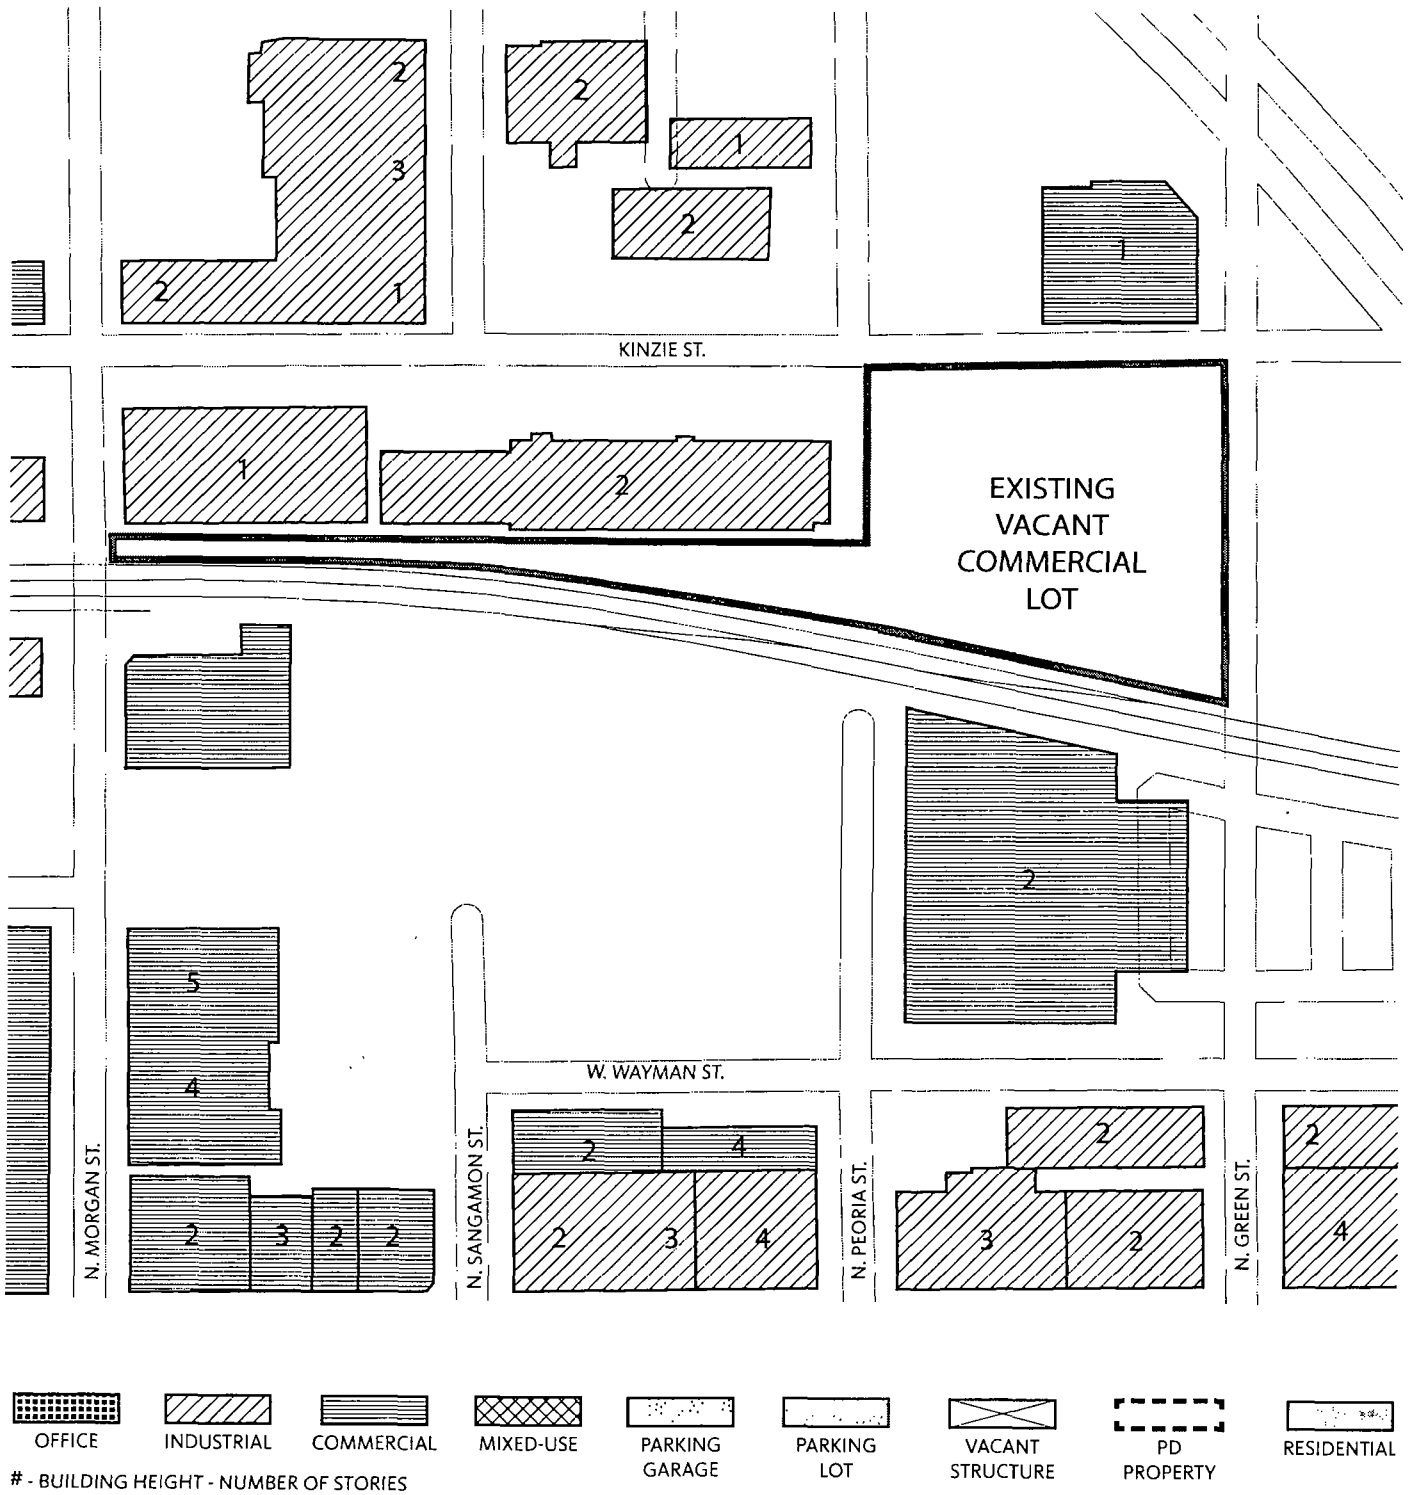 2
2
1
3
2
1
2
1
KINZIE ST.
1
2
EXISTING
VACANT
COMMERCIAL
LOT
2
5
4
W. WAYMAN ST.
2
4
2
2
2
3
2
2
2
3
4
3
2
4
N. MORGAN ST.
N. SANGAMON ST.
N. PEORIA ST.
N. GREEN ST.
OFFICE
INDUSTRIAL
COMMERCIAL
MIXED-USE
PARKING
GARAGE
PARKING
LOT
VACANT
STRUCTURE
PD
PROPERTY
RESIDENTIAL
# - BUILDING HEIGHT - NUMBER OF STORIES